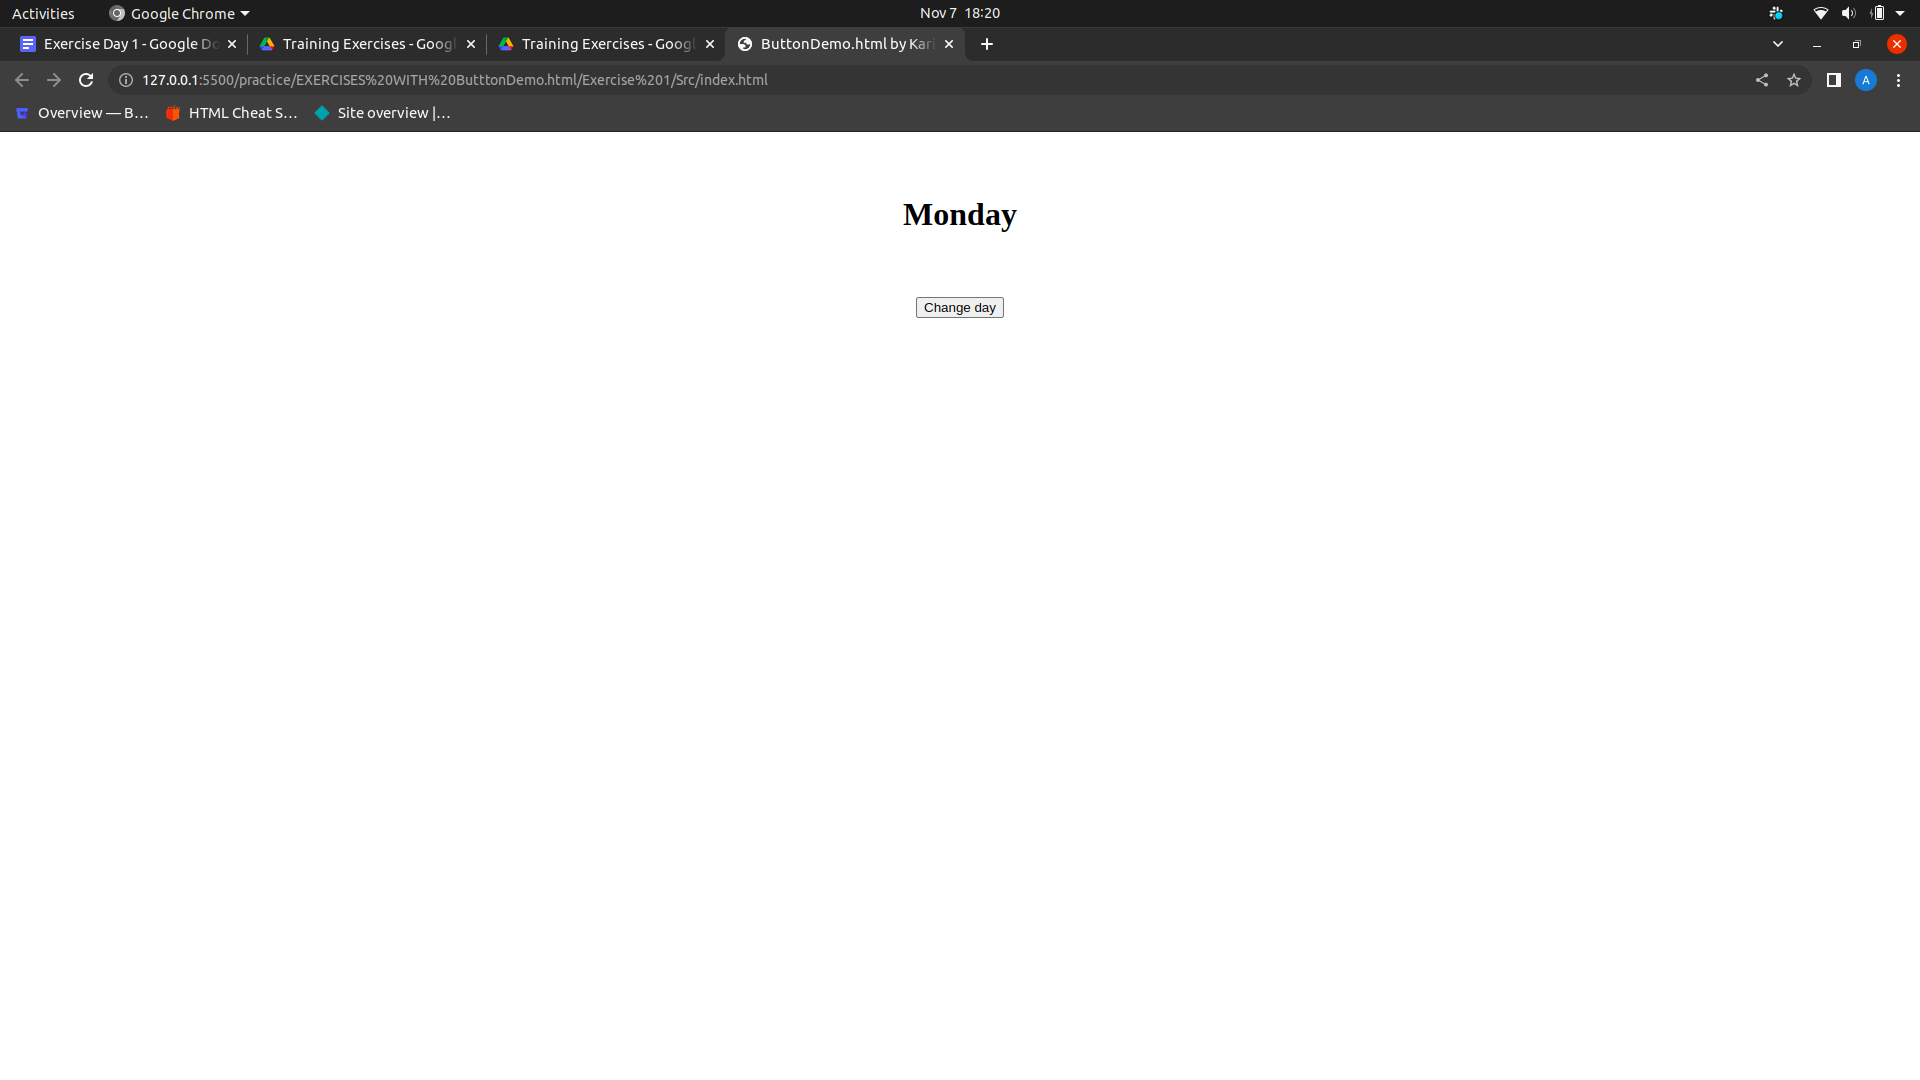 Activities
Google Chrome
Nov 7 18:20
Exercise Day 1 - Google Do
Training Exercises - Googl
Training Exercises - Googl
ButtonDemo.html by Kari
127.0.0.1:5500/practice/EXERCISES%20WITH%20ButttonDemo.html/Exercise%201/Src/index.html
A
Overview — B…
HTML Cheat S…
Site overview |…
Monday
Change day